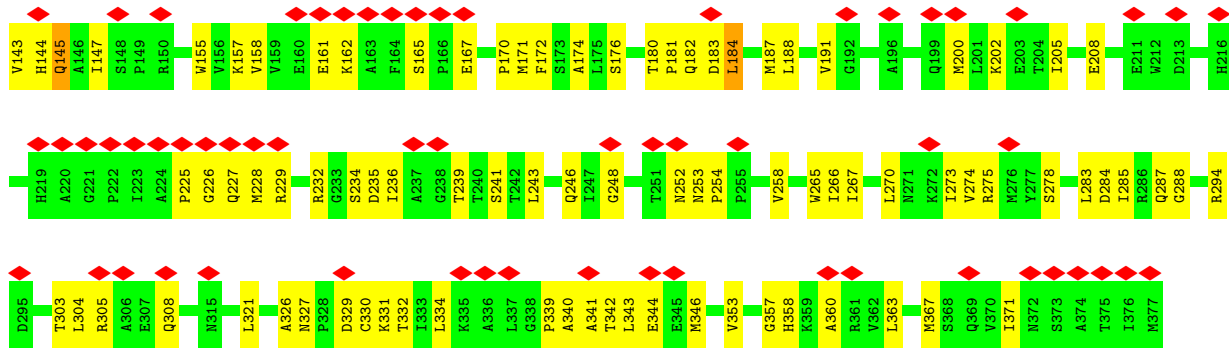 V143 H144 Q145 A146 I147 S148 P149 R150 W155 V156 K157 V158 V159 E160 E161 K162 A163 F164 S165 P166 E167 P170 M171 F172 S173 A174 L175 S176 T180 P181 Q182 D183 L184 M187 L188 V191 G192 A196 Q199 M200 L201 K202 E203 T204 I205 E208 E211 W212 D213 H216
H219 A220 G221 P222 I223 A224 P225 G226 Q227 M228 R229 R232 G233 S234 D235 I236 A237 G238 T239 T240 S241 T242 L243 Q246 I247 G248 T251 N252 N253 P254 P255 V258 W265 I266 I267 L270 N271 K272 I273 V274 R275 M276 Y277 S278 L283 D284 I285 R286 Q287 G288 R294
D295 T303 L304 R305 A306 E307 Q308 N315 L321 A326 N327 P328 D329 C330 K331 T332 I333 L334 K335 A336 L337 G338 P339 A340 A341 T342 L343 E344 E345 M346 V353 G357 H358 K359 A360 R361 V362 L363 M367 S368 Q369 V370 I371 N372 S373 A374 T375 I376 M377